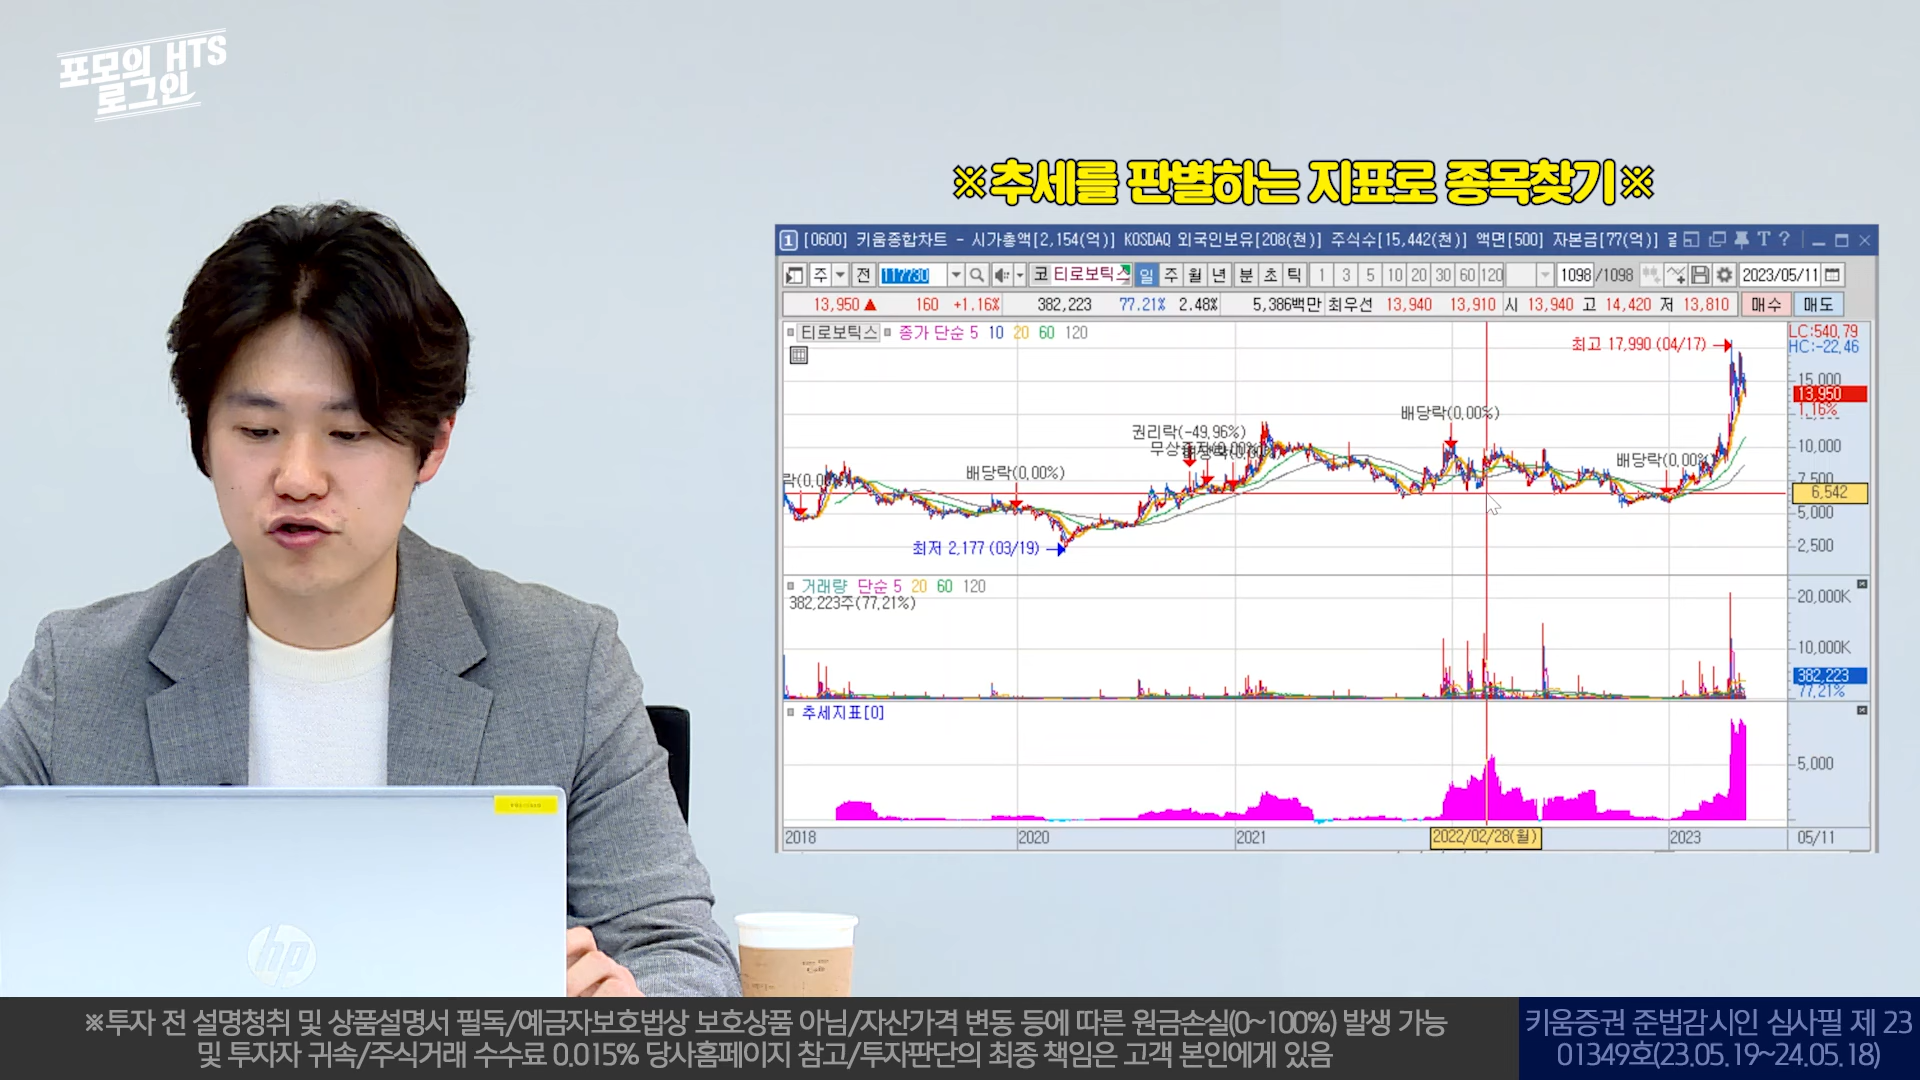 포모의 HTS
로그인
※추세를 판별하는 지표로 종목찾기※
1 [0600] 키움종합차트 - 시가총액[2,154(억)] KOSDAQ 외국인보유[208(천)] 주식수[15,442(천)] 액면[500] 자본금[77(억)]
주 전 117730 코 티로보틱스 일 주 월 년 분 초 틱 1 3 5 10 20 30 60 120 1098 /1098 2023/05/11
13,950 ▲ 160 +1.16% 382,223 77.21% 2.48% 5,386백만 최우선 13,940 13,910 시 13,940 고 14,420 저 13,810 매수 매도
티로보틱스 종가 단순 5 10 20 60 120
LC:540.79
HC:-22.46
최고 17,990 (04/17)
15,000
13,950
1.16%
배당락(0.00%)
권리락(-49.96%)
10,000
배당락(0.00%)
배당락(0.00%)
7,500
6,542
5,000
최저 2,177 (03/19)
2,500
거래량 단순 5 20 60 120
382,223주(77.21%)
20,000K
10,000K
382,223
77.21%
추세지표[0]
5,000
2018 2020 2021 2022/02/28(월) 2023 05/11
hp
※투자 전 설명청취 및 상품설명서 필독/예금자보호법상 보호상품 아님/자산가격 변동 등에 따른 원금손실(0~100%) 발생 가능
및 투자자 귀속/주식거래 수수료 0.015% 당사홈페이지 참고/투자판단의 최종 책임은 고객 본인에게 있음
키움증권 준법감시인 심사필 제 23
01349호(23.05.19~24.05.18)